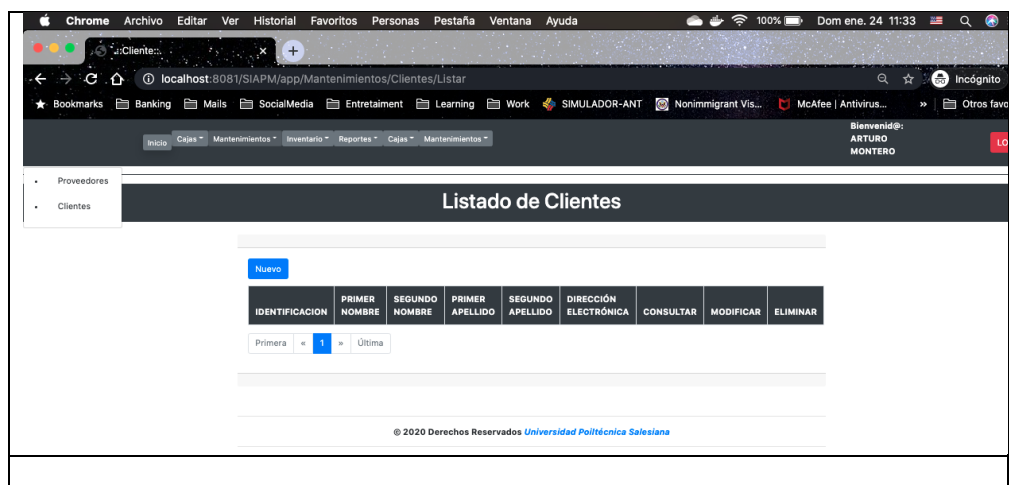 Chrome Archivo Editar Ver Historial Favoritos Personas Pestaña Ventana Ayuda 100% Dom ene. 24 11:33
.::Cliente::.
localhost:8081/SIAPM/app/Mantenimientos/Clientes/Listar Incógnito
Bookmarks Banking Mails SocialMedia Entretaiment Learning Work SIMULADOR-ANT Nonimmigrant Vis... McAfee | Antivirus... » Otros favo
Inicio Cajas Mantenimientos Inventario Reportes Cajas Mantenimientos
Bienvenid@:
ARTURO
MONTERO
LO
• Proveedores
• Clientes
Listado de Clientes
Nuevo
IDENTIFICACION PRIMER NOMBRE SEGUNDO NOMBRE PRIMER APELLIDO SEGUNDO APELLIDO DIRECCIÓN ELECTRÓNICA CONSULTAR MODIFICAR ELIMINAR
Primera « 1 » Última
© 2020 Derechos Reservados Universidad Poiltécnica Salesiana